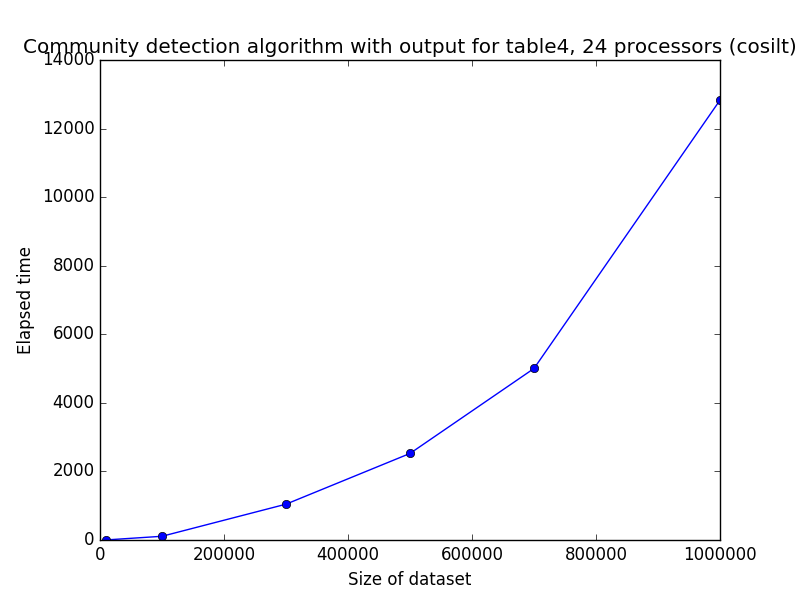 Community detection algorithm with output for table4, 24 processors (cosilt)
14000
12000
10000
8000
6000
4000
2000
0
Elapsed time
0 200000 400000 600000 800000 1000000
Size of dataset